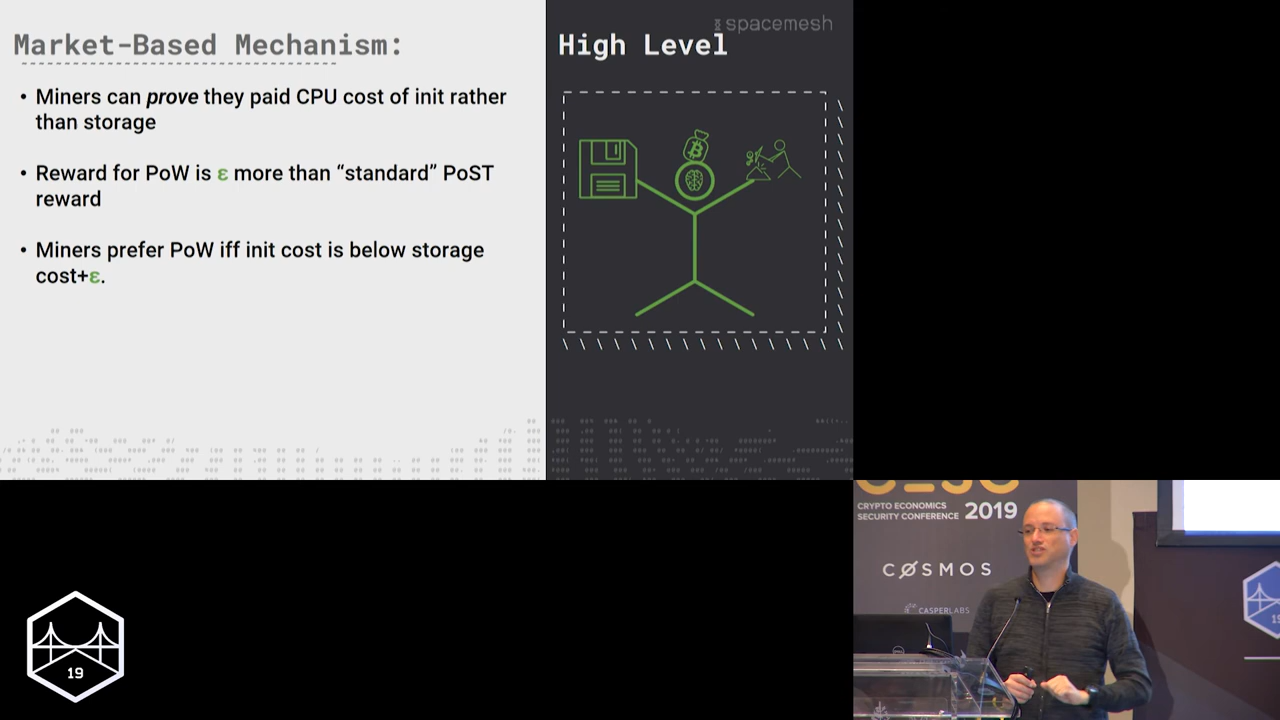 Market-Based Mechanism:
• Miners can prove they paid CPU cost of init rather
than storage
• Reward for PoW is ε more than “standard” PoST
reward
• Miners prefer PoW iff init cost is below storage
cost+ε.
spacemesh
High Level
CRYPTO ECONOMICS
SECURITY CONFERENCE 2019
CØSMOS
CASPERLABS
19
19